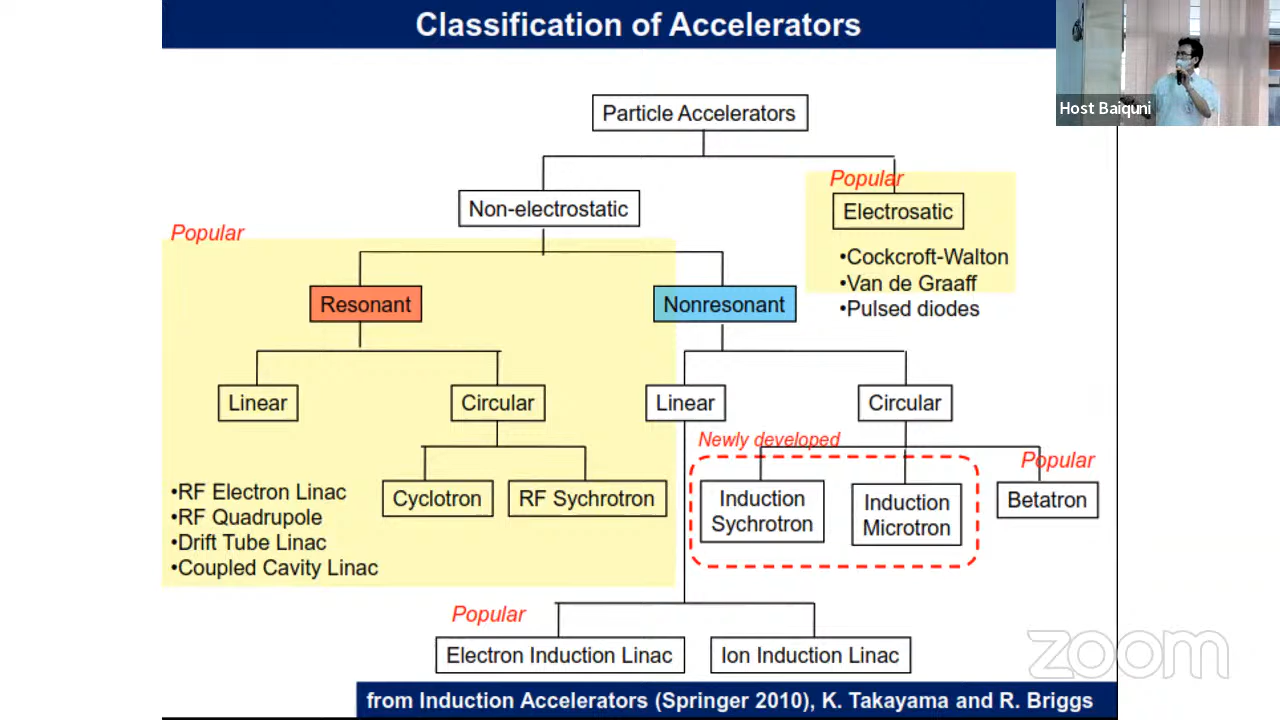 Classification of Accelerators
Host Baiquni
Particle Accelerators
Popular
Non-electrostatic
Electrosatic
Popular
•Cockcroft-Walton
•Van de Graaff
•Pulsed diodes
Resonant
Nonresonant
Linear
Circular
Linear
Circular
Newly developed
Popular
•RF Electron Linac
•RF Quadrupole
•Drift Tube Linac
•Coupled Cavity Linac
Cyclotron
RF Sychrotron
Induction
Sychrotron
Induction
Microtron
Betatron
Popular
Electron Induction Linac
Ion Induction Linac
zoom
from Induction Accelerators (Springer 2010), K. Takayama and R. Briggs